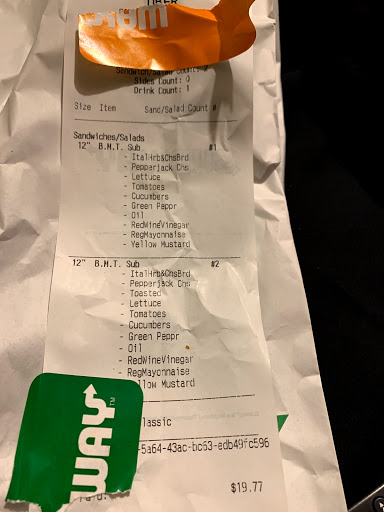 UBER
WAY™
Sandwich/Salad Count: 2
Sides Count: 0
Drink Count: 1
Size Item Sand/Salad Count #
Sandwiches/Salads
12" B.M.T. Sub #1
- ItalHrb&ChsBrd
- Pepperjack Chs
- Lettuce
- Tomatoes
- Cucumbers
- Green Peppr
- Oil
- RedWineVinegar
- RegMayonnaise
- Yellow Mustard
12" B.M.T. Sub #2
- ItalHrb&ChsBrd
- Pepperjack Chs
- Toasted
- Lettuce
- Tomatoes
- Cucumbers
- Green Peppr
- Oil
- RedWineVinegar
- RegMayonnaise
llow Mustard
lassic
-5a64-43ac-bc63-edb49fc596
WAY™
$19.77